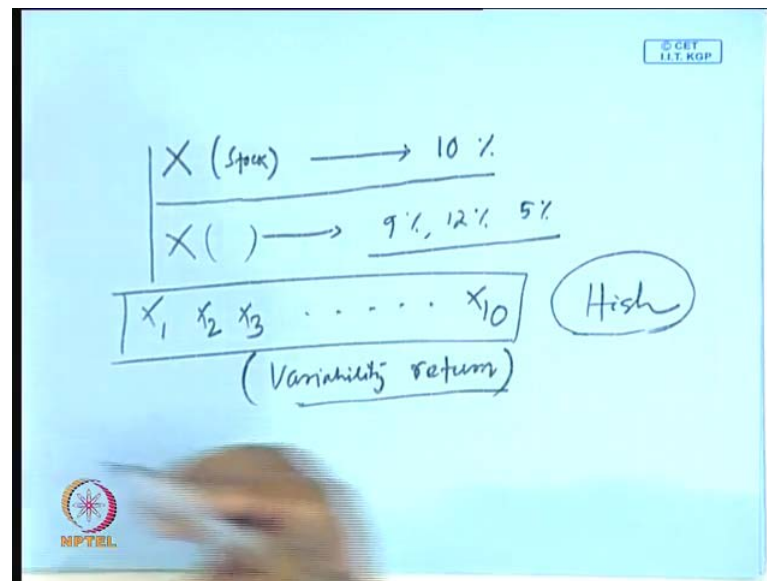 © CET
I.I.T. KGP
X (Stock) → 10 %
X ( ) → 9%, 12% 5%
X1 X2 X3 . . . . . X10
High
(Variability return)
NPTEL